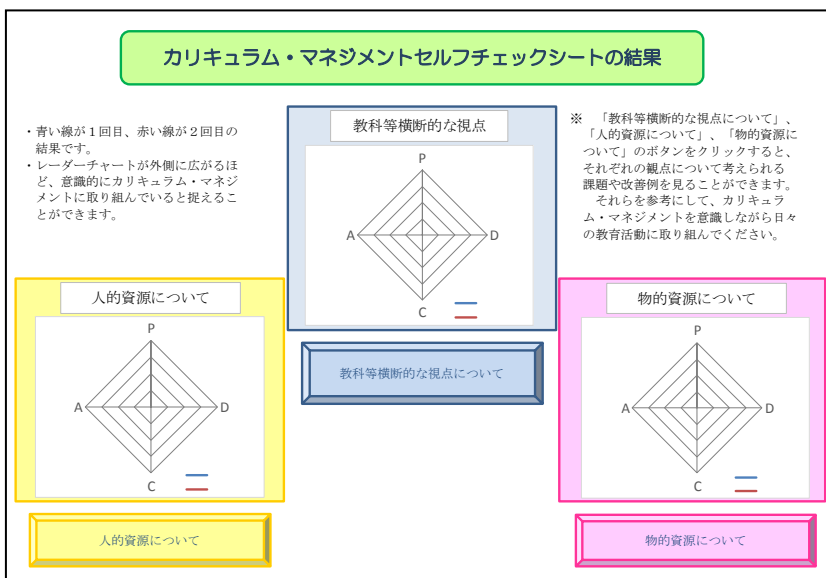 カリキュラム・マネジメントセルフチェックシートの結果
・青い線が１回目、赤い線が２回目の
結果です。
・レーダーチャートが外側に広がるほ
ど、意識的にカリキュラム・マネジ
メントに取り組んでいると捉えるこ
とができます。
教科等横断的な視点
P
A
D
C
※　「教科等横断的な視点について」、
「人的資源について」、「物的資源に
ついて」のボタンをクリックすると、
それぞれの観点について考えられる
課題や改善例を見ることができます。
それらを参考にして、カリキュラ
ム・マネジメントを意識しながら日々
の教育活動に取り組んでください。
人的資源について
P
A
D
C
教科等横断的な視点について
物的資源について
P
A
D
C
人的資源について
物的資源について